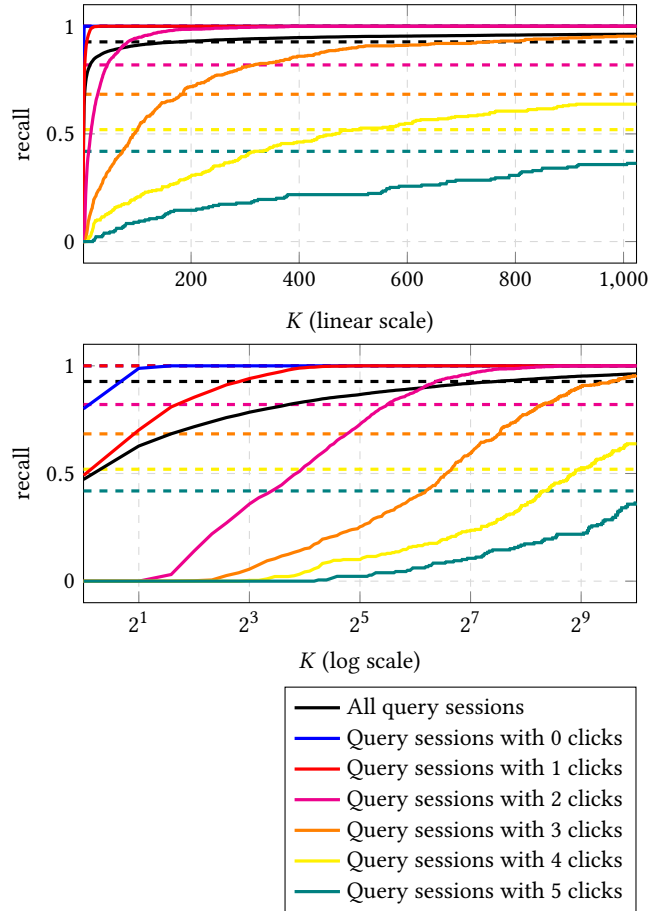 1
0.5
0
recall
200
400
600
800
1,000
K (linear scale)
1
0.5
0
recall
2^1
2^3
2^5
2^7
2^9
K (log scale)
All query sessions
Query sessions with 0 clicks
Query sessions with 1 clicks
Query sessions with 2 clicks
Query sessions with 3 clicks
Query sessions with 4 clicks
Query sessions with 5 clicks